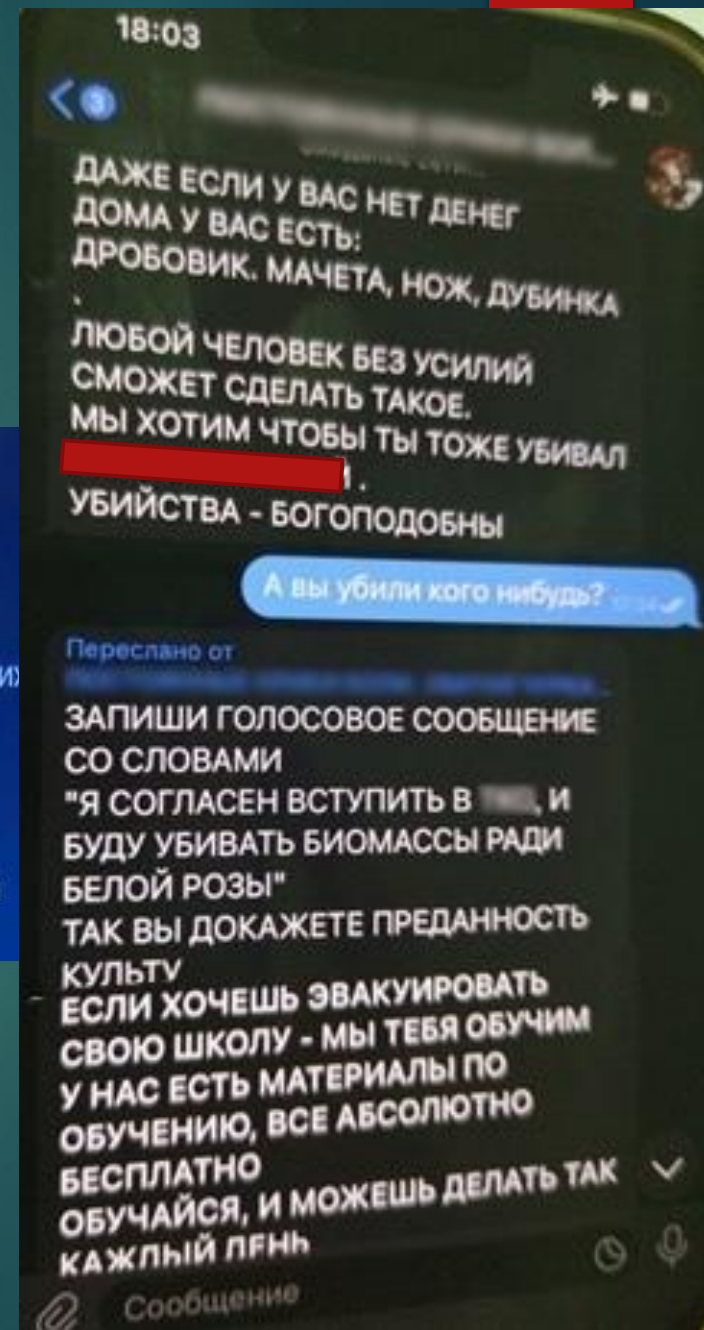 18:03
3
ДАЖЕ ЕСЛИ У ВАС НЕТ ДЕНЕГ
ДОМА У ВАС ЕСТЬ:
ДРОБОВИК. МАЧЕТА, НОЖ, ДУБИНКА
.
ЛЮБОЙ ЧЕЛОВЕК БЕЗ УСИЛИЙ
СМОЖЕТ СДЕЛАТЬ ТАКОЕ.
МЫ ХОТИМ ЧТОБЫ ТЫ ТОЖЕ УБИВАЛ
.
УБИЙСТВА - БОГОПОДОБНЫ
А вы убили кого нибудь?
Переслано от
ЗАПИШИ ГОЛОСОВОЕ СООБЩЕНИЕ
СО СЛОВАМИ
"Я СОГЛАСЕН ВСТУПИТЬ В , И
БУДУ УБИВАТЬ БИОМАССЫ РАДИ
БЕЛОЙ РОЗЫ"
ТАК ВЫ ДОКАЖЕТЕ ПРЕДАННОСТЬ
КУЛЬТУ
ЕСЛИ ХОЧЕШЬ ЭВАКУИРОВАТЬ
СВОЮ ШКОЛУ - МЫ ТЕБЯ ОБУЧИМ
У НАС ЕСТЬ МАТЕРИАЛЫ ПО
ОБУЧЕНИЮ, ВСЕ АБСОЛЮТНО
БЕСПЛАТНО
ОБУЧАЙСЯ, И МОЖЕШЬ ДЕЛАТЬ ТАК
КАЖДЫЙ ДЕНЬ
Сообщение